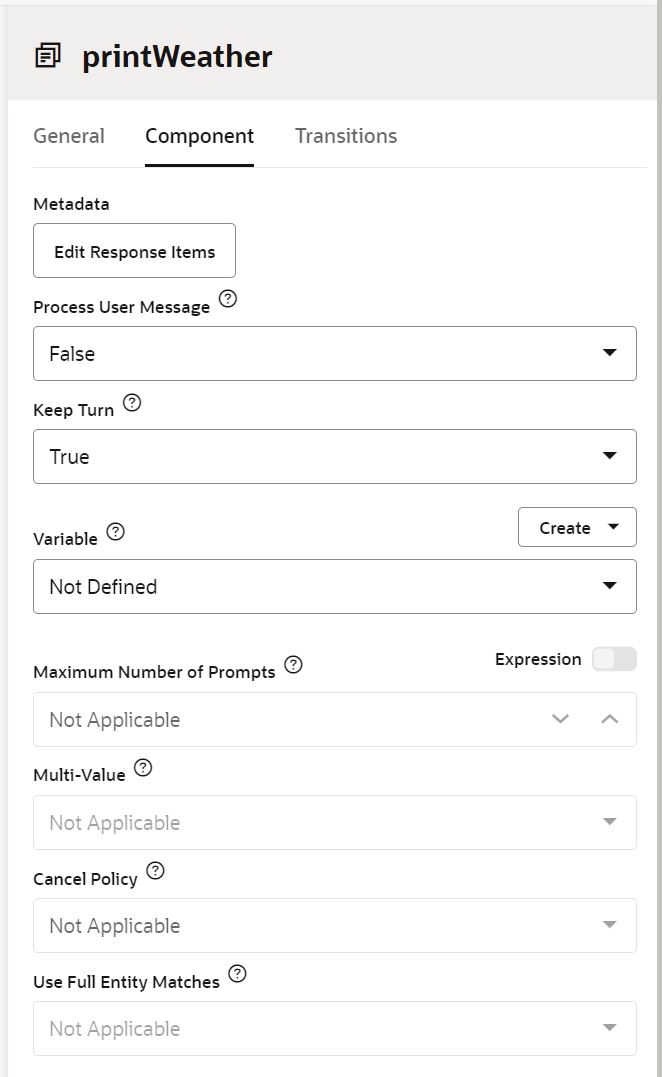 printWeather
General Component Transitions
Metadata
Edit Response Items
Process User Message ?
False
Keep Turn ?
True
Variable ? Create
Not Defined
Maximum Number of Prompts ? Expression
Not Applicable
Multi-Value ?
Not Applicable
Cancel Policy ?
Not Applicable
Use Full Entity Matches ?
Not Applicable